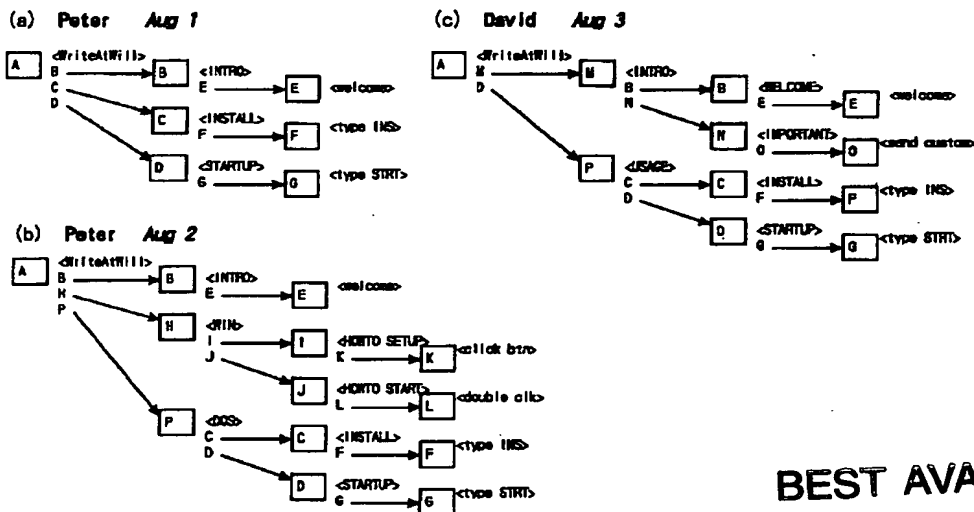 (a) Peter Aug 1
<WriteAtWill>
A
B B <INTRO>
C E E <welcome>
D
C <INSTALL>
F F <type INS>
D <STARTUP>
G G <type STRT>
(b) Peter Aug 2
<WriteAtWill>
A
B B <INTRO>
H E E <welcome>
P
H <WIN>
I I <HOWTO SETUP>
J K K <click btn>
J <HOWTO START>
L L <double clk>
P <DOS>
C C <INSTALL>
D F F <type INS>
D <STARTUP>
G G <type STRT>
(c) David Aug 3
<WriteAtWill>
A
M M <INTRO>
D B B <WELCOME>
N E E <welcome>
N <IMPORTANT>
O O <send custom>
P <USAGE>
C C <INSTALL>
D F P <type INS>
D <STARTUP>
G G <type STRT>
BEST AVA